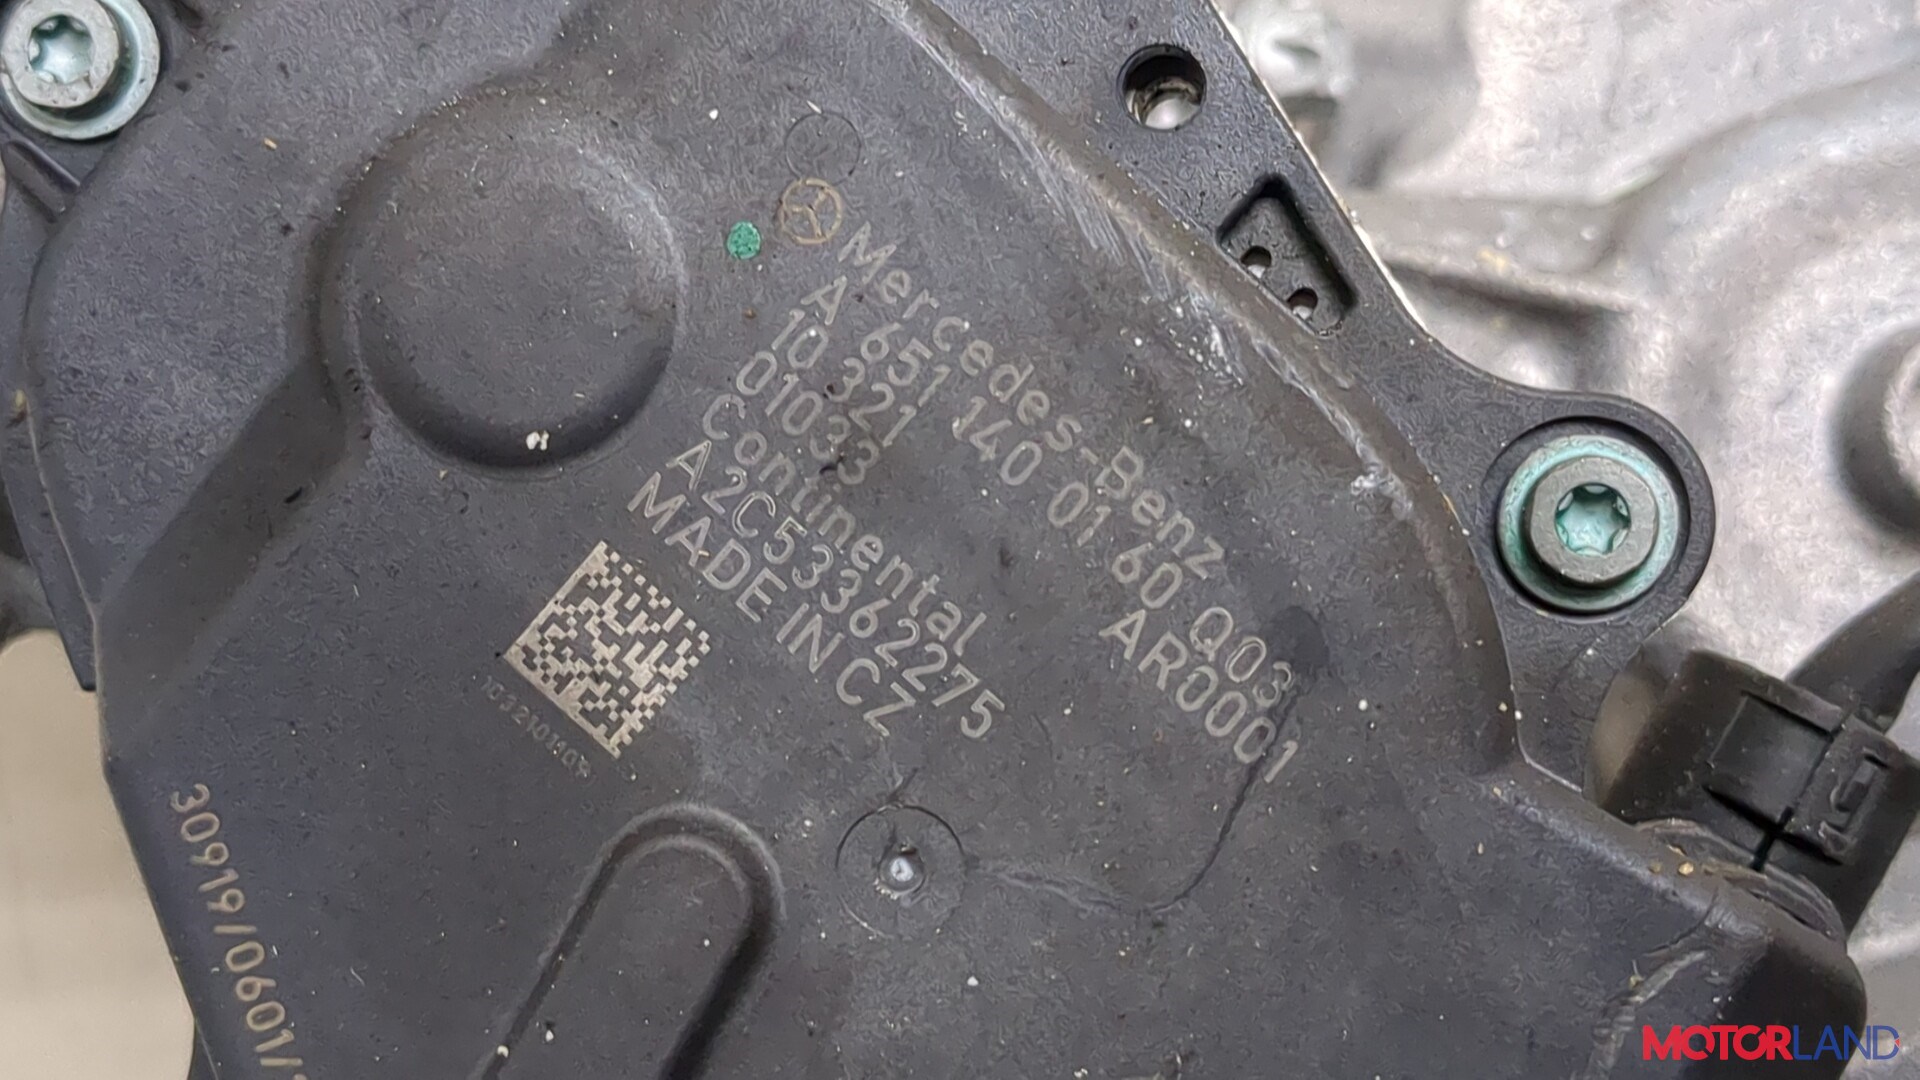 Mercedes-Benz
A 651 140 01 60 Q03
10 321 AR0001
01033
Continental
A2C53362275
MADE IN CZ
30919/0601/
MOTORLAND